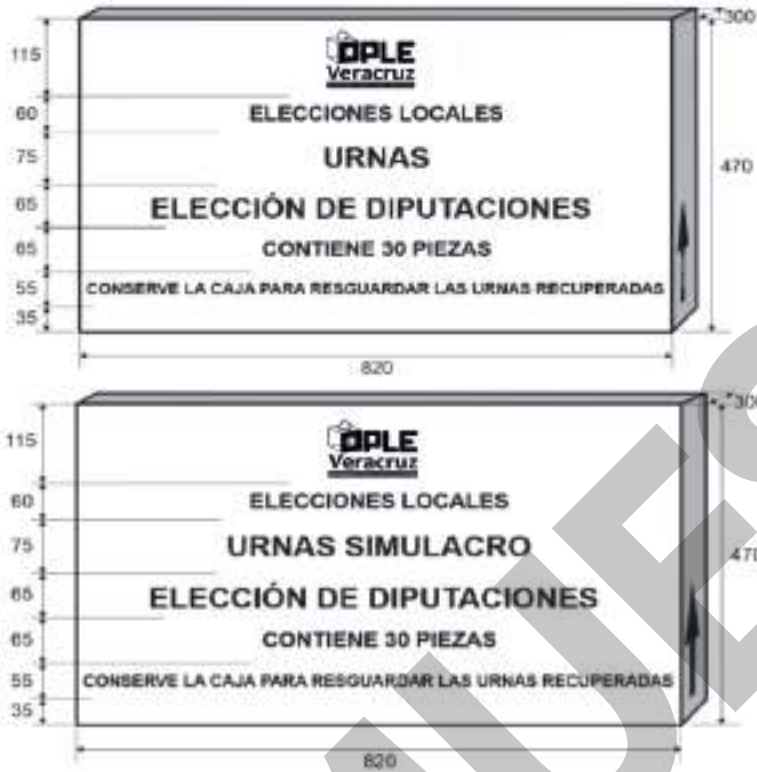 300
115
OPLE
Veracruz
60
ELECCIONES LOCALES
75
URNAS
470
65
ELECCIÓN DE DIPUTACIONES
65
CONTIENE 30 PIEZAS
55
CONSERVE LA CAJA PARA RESGUARDAR LAS URNAS RECUPERADAS
35
820
300
115
OPLE
Veracruz
60
ELECCIONES LOCALES
75
URNAS SIMULACRO
470
65
ELECCIÓN DE DIPUTACIONES
65
CONTIENE 30 PIEZAS
55
CONSERVE LA CAJA PARA RESGUARDAR LAS URNAS RECUPERADAS
35
820